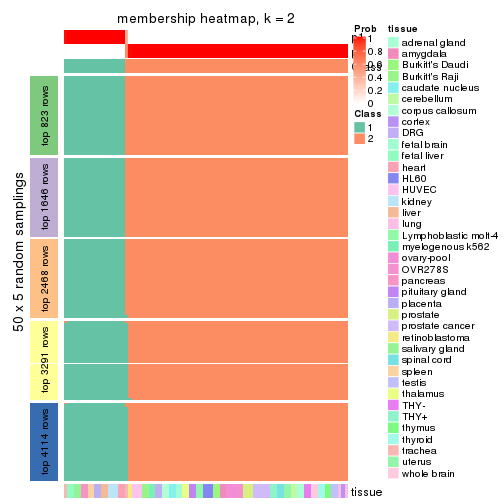 membership heatmap, k = 2
Prob
1
0.8
0.6
0.4
0.2
0
Class
1
2
tissue
adrenal gland
amygdala
Burkitt's Daudi
Burkitt's Raji
caudate nucleus
cerebellum
corpus callosum
cortex
DRG
fetal brain
fetal liver
heart
HL60
HUVEC
kidney
liver
lung
Lymphoblastic molt-4
myelogenous k562
ovary-pool
OVR278S
pancreas
pituitary gland
placenta
prostate
prostate cancer
retinoblastoma
salivary gland
spinal cord
spleen
testis
thalamus
THY-
THY+
thymus
thyroid
trachea
uterus
whole brain
50 x 5 random samplings
top 823 rows
top 1646 rows
top 2468 rows
top 3291 rows
top 4114 rows
tissue